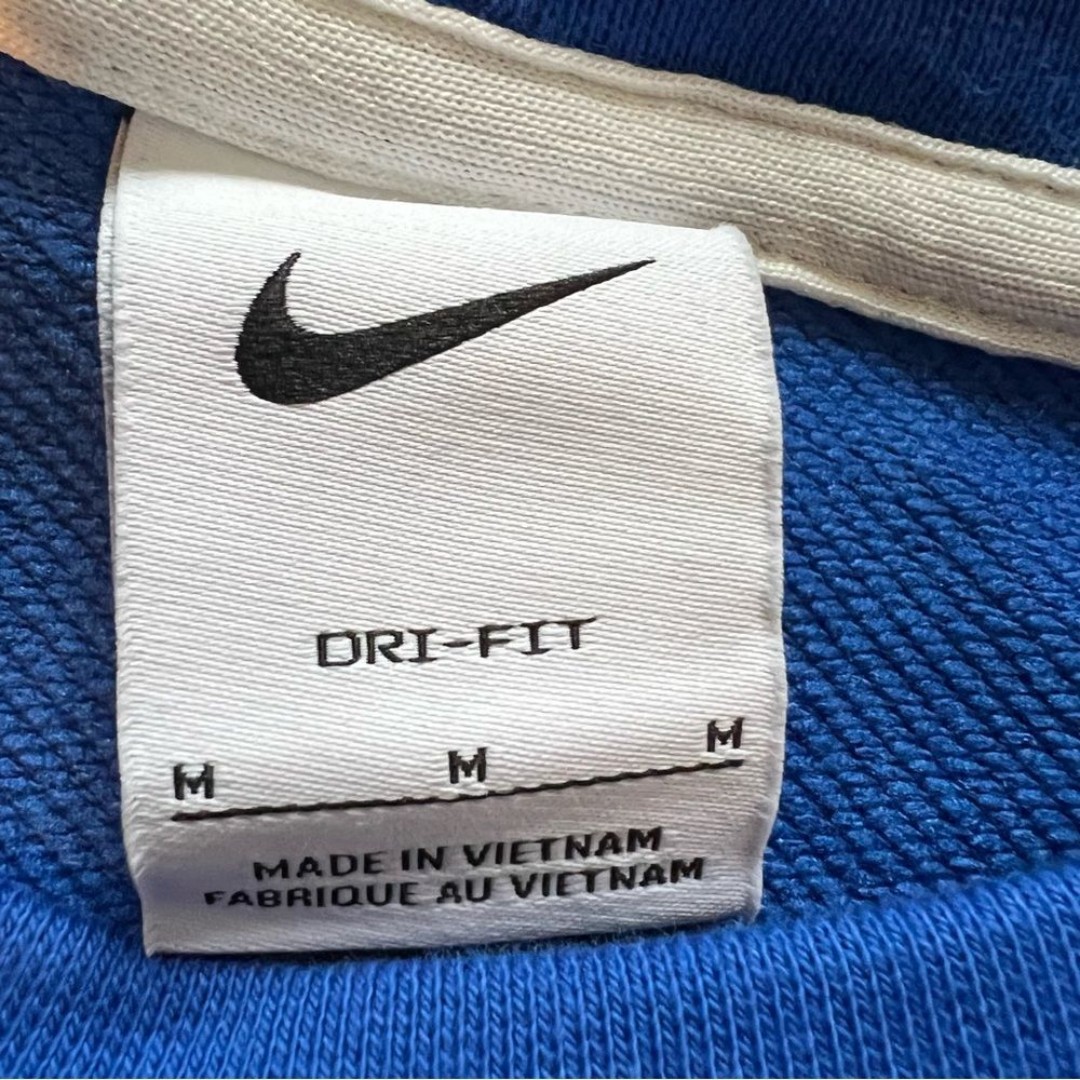 DRI-FIT
M M M
MADE IN VIETNAM
FABRIQUE AU VIETNAM